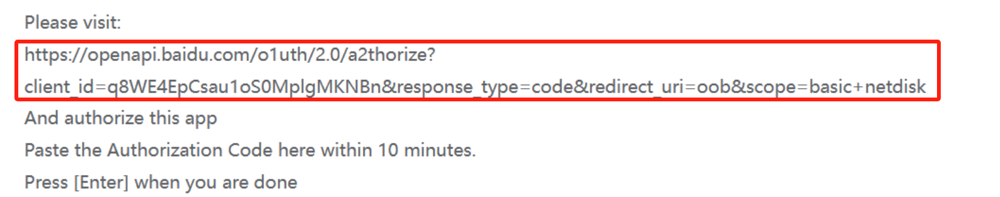 Please visit:
https://openapi.baidu.com/o1uth/2.0/a2thorize?
client_id=q8WE4EpCsau1oS0MplgMKNBn&response_type=code&redirect_uri=oob&scope=basic+netdisk
And authorize this app
Paste the Authorization Code here within 10 minutes.
Press [Enter] when you are done